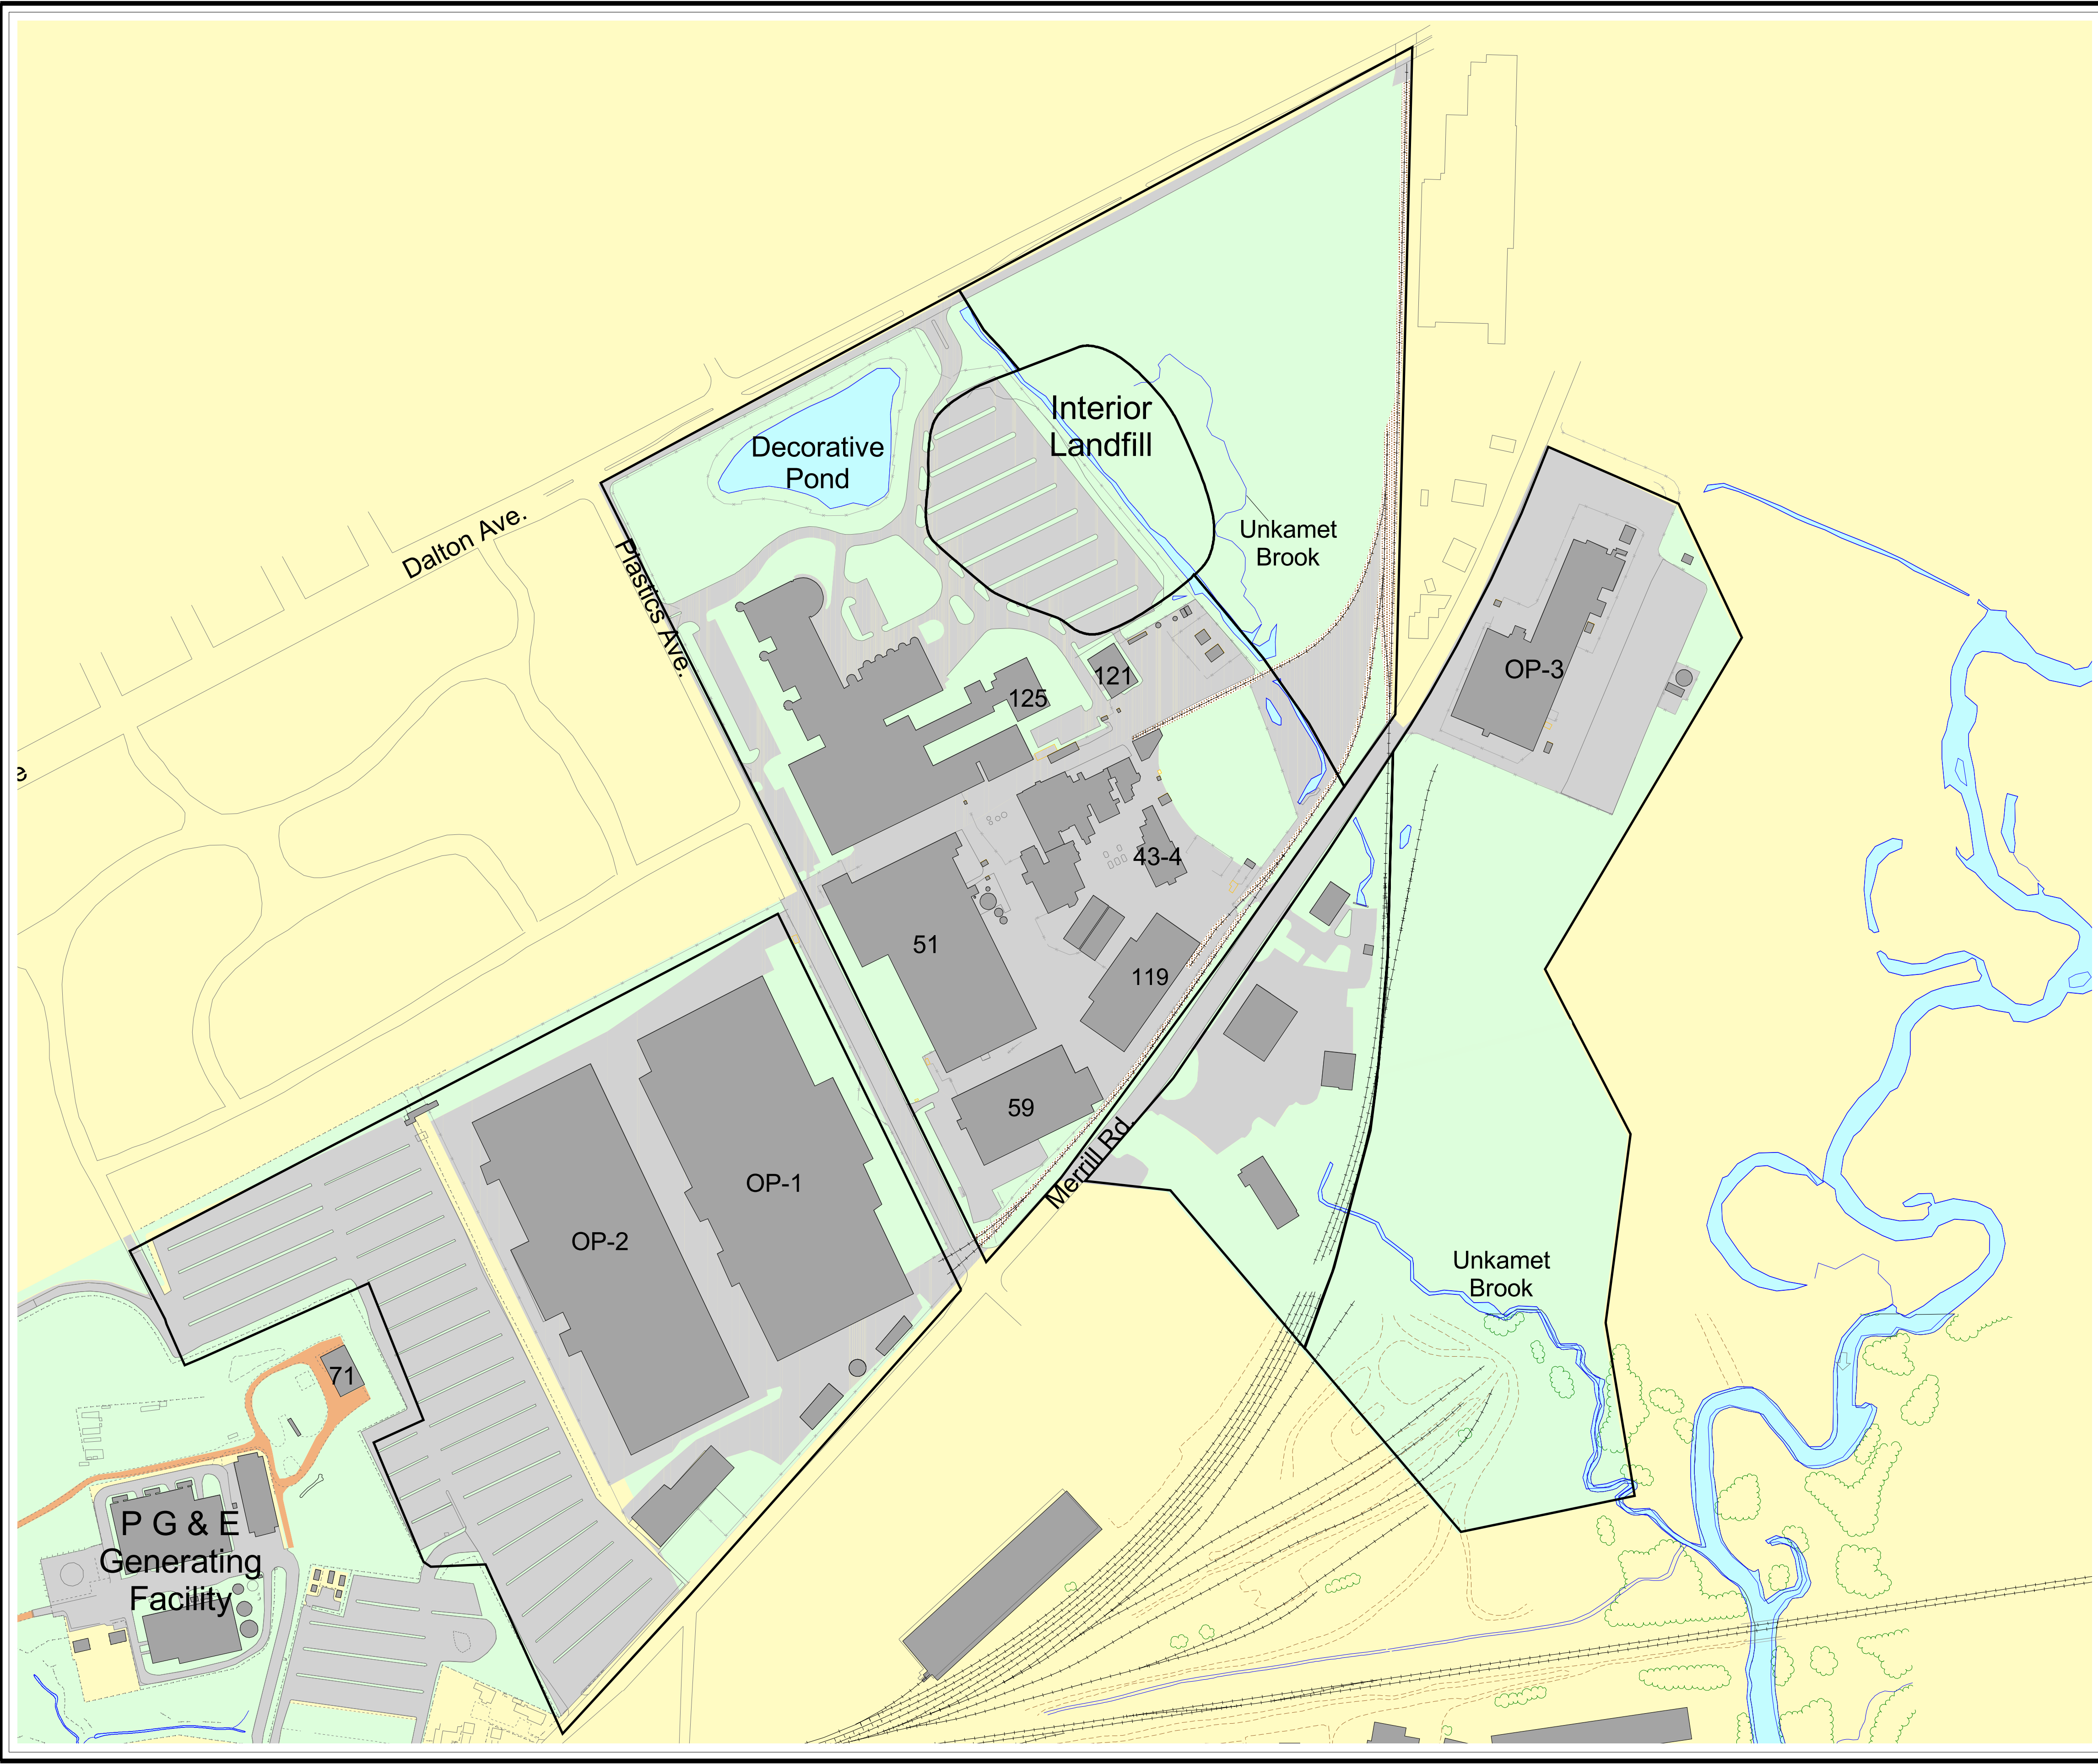 Interior
Landfill
Decorative
Pond
Unkamet
Brook
Dalton Ave.
Plastics Ave.
OP-3
121
125
e
43-4
51
119
59
Merrill Rd.
OP-1
OP-2
Unkamet
Brook
71
P G & E
Generating
Facility